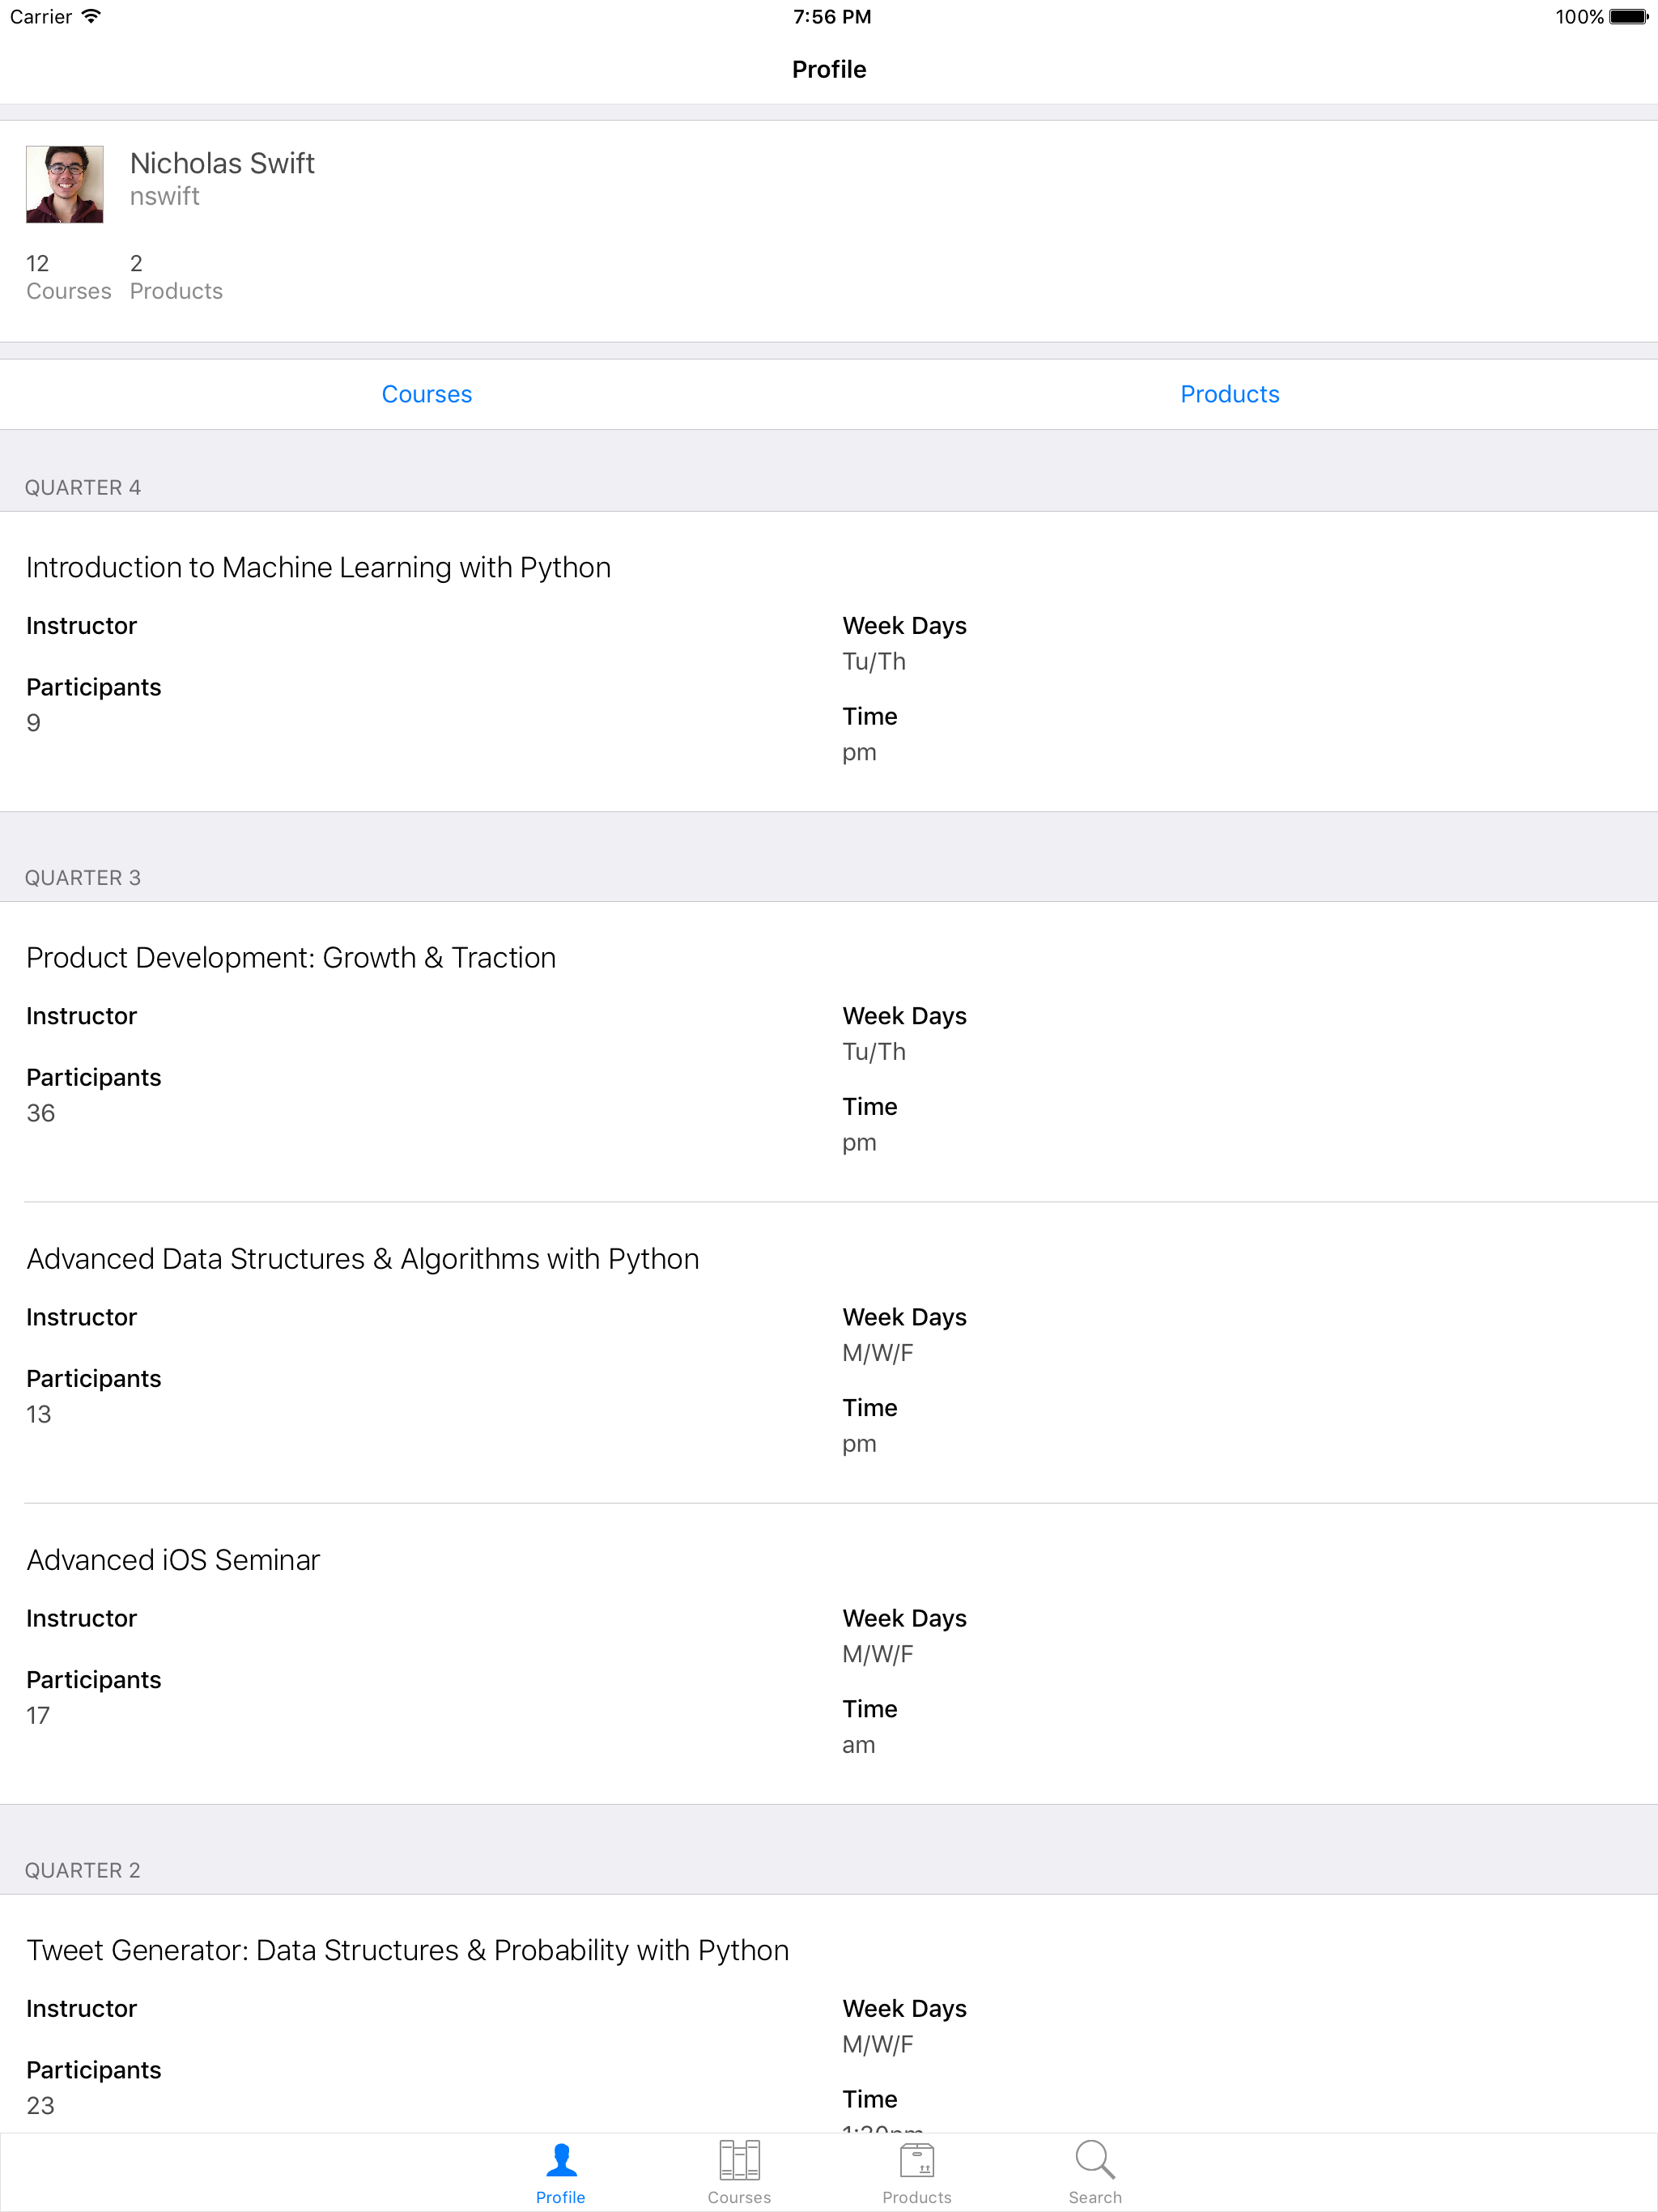 Carrier 7:56 PM 100%
Profile
Nicholas Swift
nswift
12 2
Courses Products
Courses Products
QUARTER 4
Introduction to Machine Learning with Python
Instructor Week Days
Tu/Th
Participants
9
Time
pm
QUARTER 3
Product Development: Growth & Traction
Instructor Week Days
Tu/Th
Participants
36
Time
pm
Advanced Data Structures & Algorithms with Python
Instructor Week Days
M/W/F
Participants
13
Time
pm
Advanced iOS Seminar
Instructor Week Days
M/W/F
Participants
17
Time
am
QUARTER 2
Tweet Generator: Data Structures & Probability with Python
Instructor Week Days
M/W/F
Participants
23
Time
Profile Courses Products Search